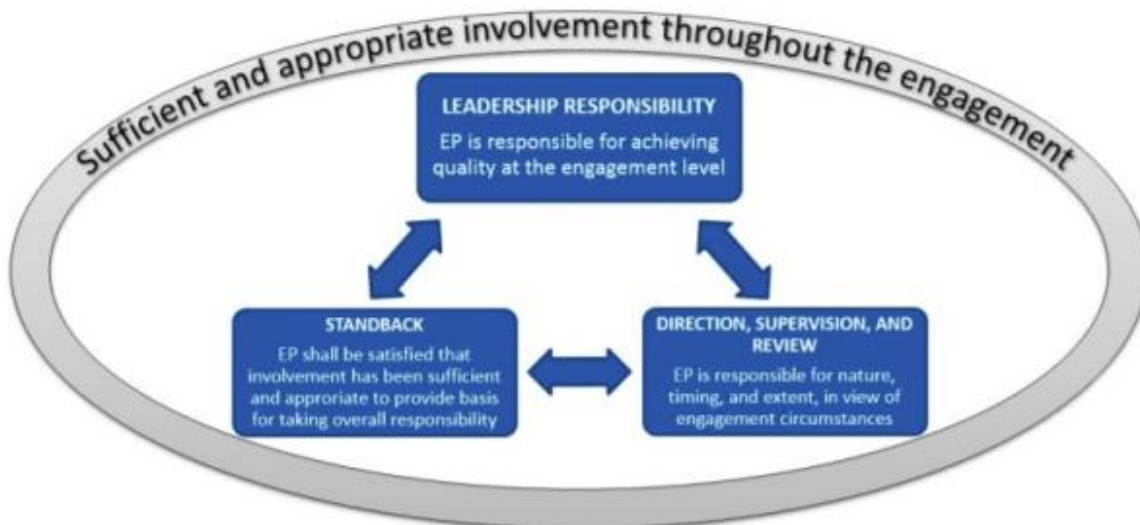 Sufficient and appropriate involvement throughout the engagement
LEADERSHIP RESPONSIBILITY
EP is responsible for achieving
quality at the engagement level
STANDBACK
EP shall be satisfied that
involvement has been sufficient
and approriate to provide basis
for taking overall responsibility
DIRECTION, SUPERVISION, AND
REVIEW
EP is responsible for nature,
timing, and extent, in view of
engagement circumstances